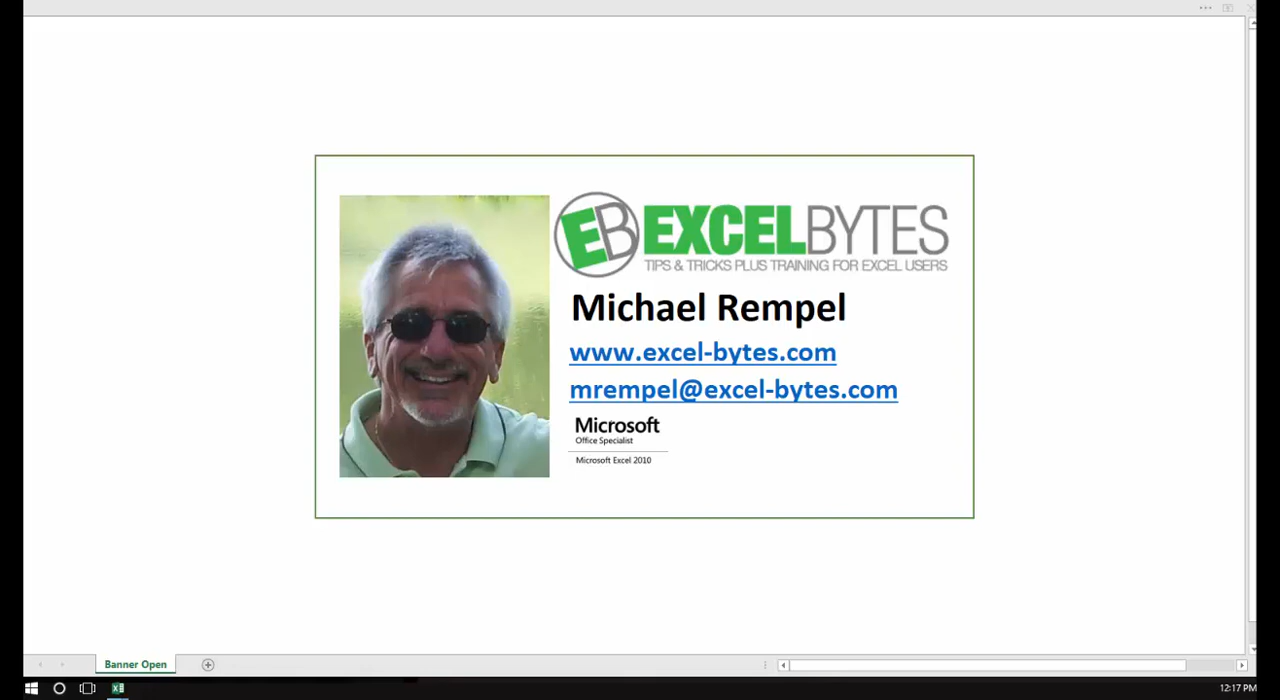 EB EXCELBYTES
TIPS & TRICKS PLUS TRAINING FOR EXCEL USERS
Michael Rempel
www.excel-bytes.com
mrempel@excel-bytes.com
Microsoft
Office Specialist
Microsoft Excel 2010
Banner Open
12:17 PM